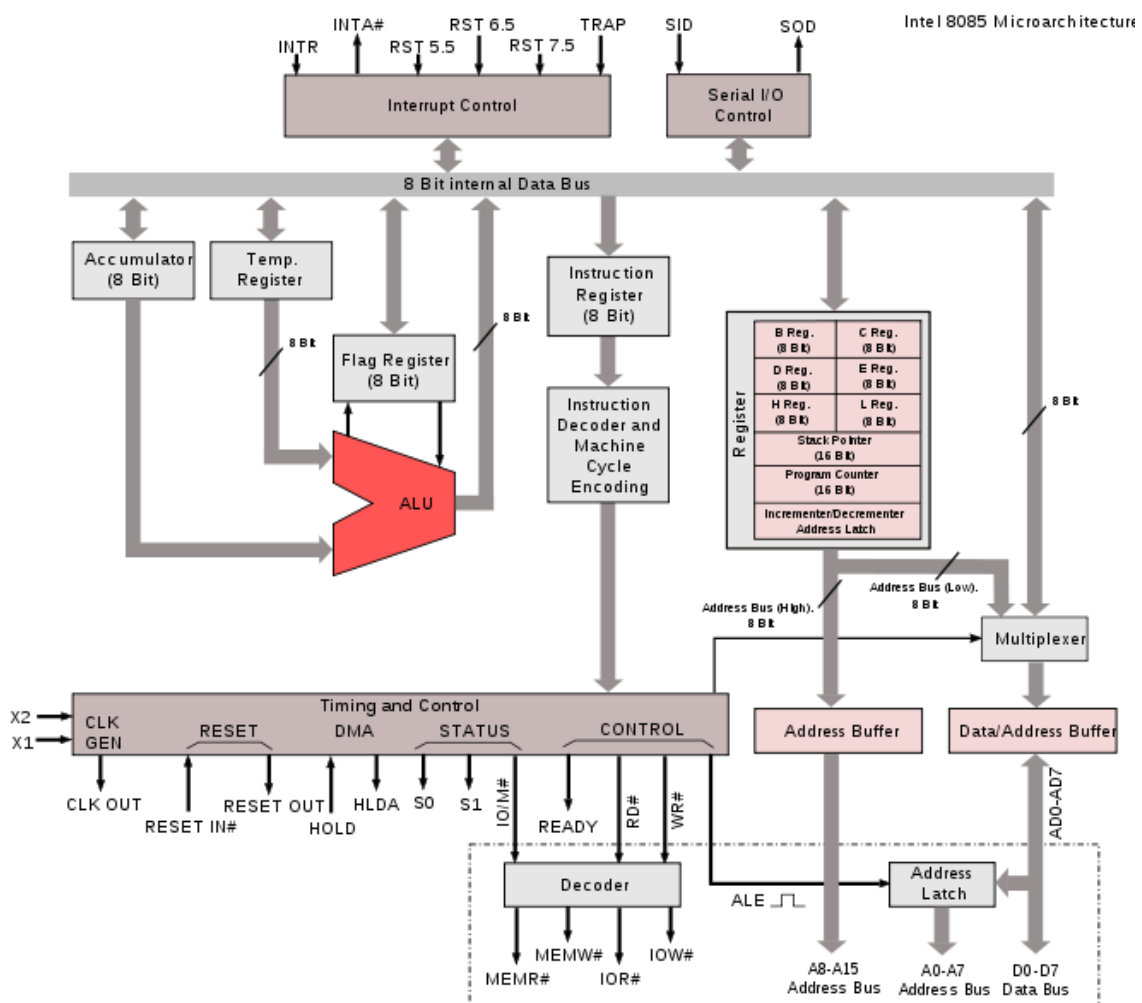 Intel 8085 Microarchitecture
INTR
INTA#
RST 5.5
RST 6.5
RST 7.5
TRAP
SID
SOD
Interrupt Control
Serial I/O
Control
8 Bit internal Data Bus
Accumulator
(8 Bit)
Temp.
Register
Instruction
Register
(8 Bit)
8 Bit
8 Bit
Flag Register
(8 Bit)
Instruction
Decoder and
Machine
Cycle
Encoding
ALU
Register
B Reg.
(8 Bit)
C Reg.
(8 Bit)
D Reg.
(8 Bit)
E Reg.
(8 Bit)
H Reg.
(8 Bit)
L Reg.
(8 Bit)
Stack Pointer
(16 Bit)
Program Counter
(16 Bit)
Incrementer/Decrementer
Address Latch
8 Bit
Address Bus (Low).
8 Bit
Address Bus (High).
8 Bit
Multiplexer
Timing and Control
X2
X1
CLK
GEN
RESET
DMA
STATUS
CONTROL
Address Buffer
Data/Address Buffer
CLK OUT
RESET IN#
RESET OUT
HOLD
HLDA
S0
S1
IO/M#
READY
RD#
WR#
AD0-AD7
Decoder
ALE
Address
Latch
MEMR#
MEMW#
IOR#
IOW#
A8-A15
Address Bus
A0-A7
Address Bus
D0-D7
Data Bus